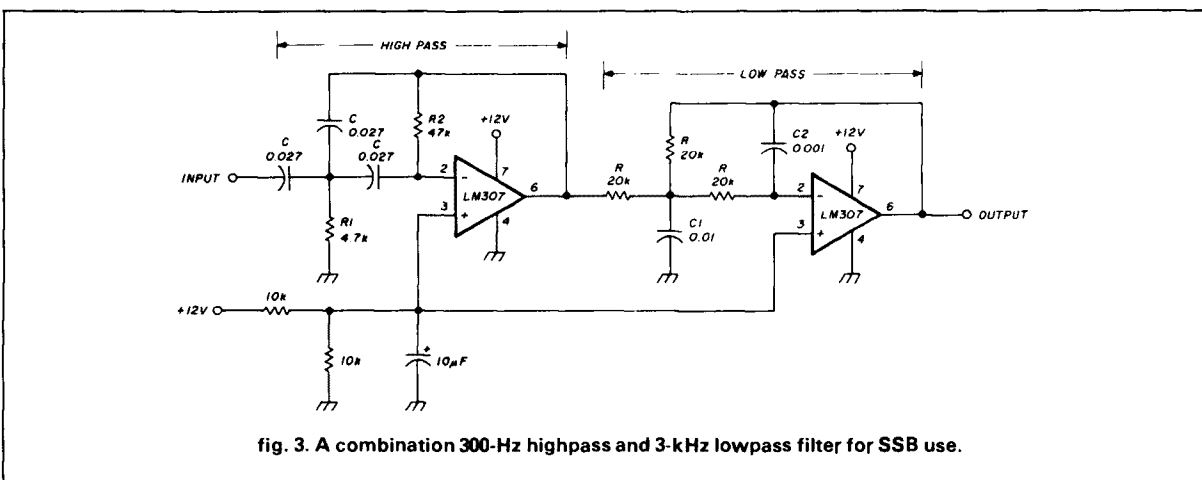 HIGH PASS
LOW PASS
C
0.027
R2
47k
+12V
C2
0.001
+12V
R
20k
C
0.027
C
0.027
R
20k
R
20k
INPUT
2
-
7
LM307
6
3
+
4
2
-
7
LM307
6
3
+
4
OUTPUT
R1
4.7k
C1
0.01
+12V
10k
10k
+
10μF
fig. 3. A combination 300-Hz highpass and 3-kHz lowpass filter for SSB use.